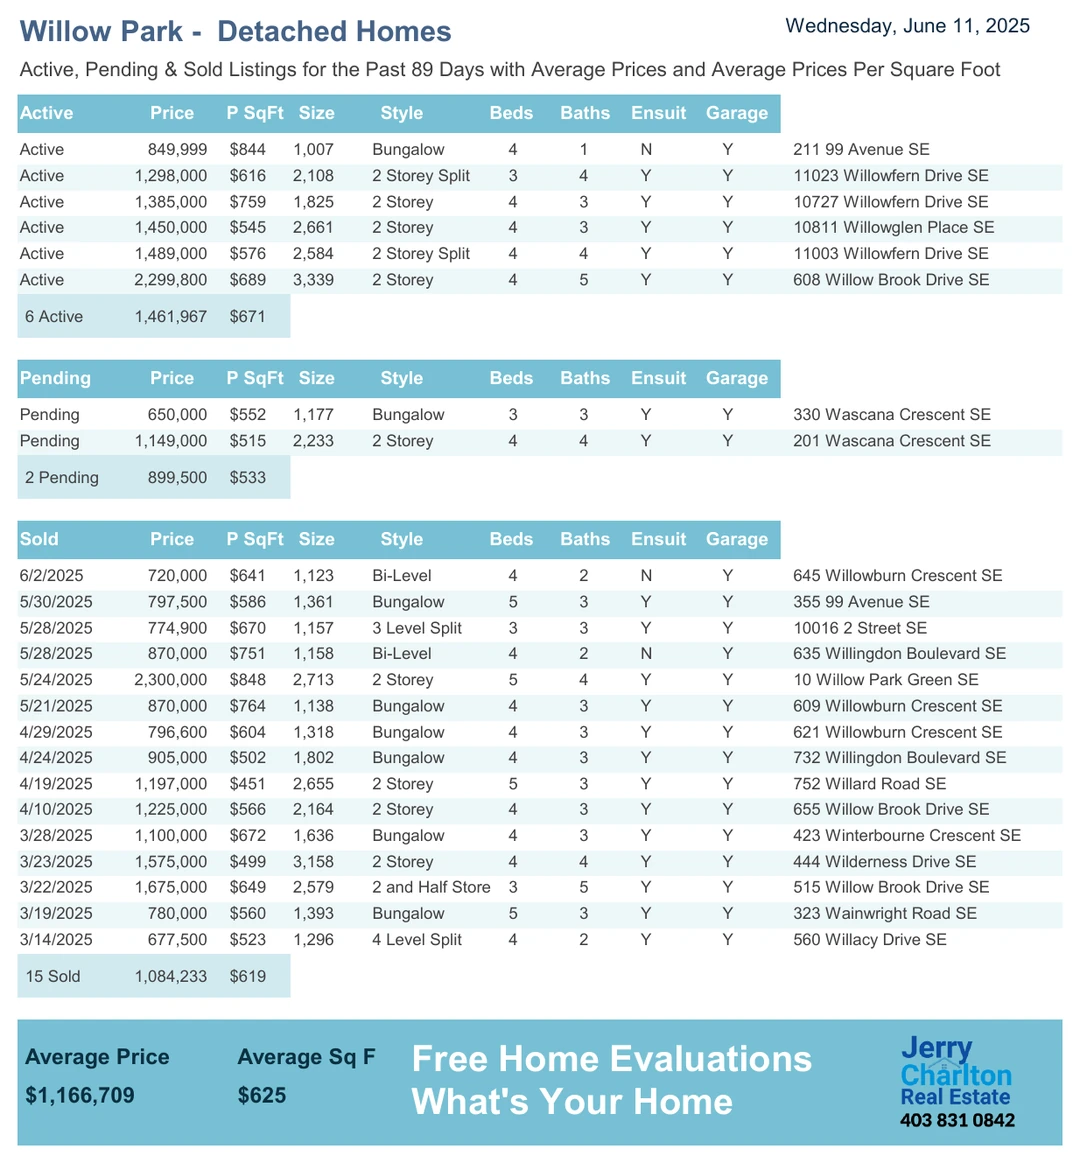 Willow Park -  Detached Homes
Wednesday, June 11, 2025
Active, Pending & Sold Listings for the Past 89 Days with Average Prices and Average Prices Per Square Foot
Active Price P SqFt Size Style Beds Baths Ensuit Garage
Active 849,999 $844 1,007 Bungalow 4 1 N Y 211 99 Avenue SE
Active 1,298,000 $616 2,108 2 Storey Split 3 4 Y Y 11023 Willowfern Drive SE
Active 1,385,000 $759 1,825 2 Storey 4 3 Y Y 10727 Willowfern Drive SE
Active 1,450,000 $545 2,661 2 Storey 4 3 Y Y 10811 Willowglen Place SE
Active 1,489,000 $576 2,584 2 Storey Split 4 4 Y Y 11003 Willowfern Drive SE
Active 2,299,800 $689 3,339 2 Storey 4 5 Y Y 608 Willow Brook Drive SE
6 Active 1,461,967 $671
Pending Price P SqFt Size Style Beds Baths Ensuit Garage
Pending 650,000 $552 1,177 Bungalow 3 3 Y Y 330 Wascana Crescent SE
Pending 1,149,000 $515 2,233 2 Storey 4 4 Y Y 201 Wascana Crescent SE
2 Pending 899,500 $533
Sold Price P SqFt Size Style Beds Baths Ensuit Garage
6/2/2025 720,000 $641 1,123 Bi-Level 4 2 N Y 645 Willowburn Crescent SE
5/30/2025 797,500 $586 1,361 Bungalow 5 3 Y Y 355 99 Avenue SE
5/28/2025 774,900 $670 1,157 3 Level Split 3 3 Y Y 10016 2 Street SE
5/28/2025 870,000 $751 1,158 Bi-Level 4 2 N Y 635 Willingdon Boulevard SE
5/24/2025 2,300,000 $848 2,713 2 Storey 5 4 Y Y 10 Willow Park Green SE
5/21/2025 870,000 $764 1,138 Bungalow 4 3 Y Y 609 Willowburn Crescent SE
4/29/2025 796,600 $604 1,318 Bungalow 4 3 Y Y 621 Willowburn Crescent SE
4/24/2025 905,000 $502 1,802 Bungalow 4 3 Y Y 732 Willingdon Boulevard SE
4/19/2025 1,197,000 $451 2,655 2 Storey 5 3 Y Y 752 Willard Road SE
4/10/2025 1,225,000 $566 2,164 2 Storey 4 3 Y Y 655 Willow Brook Drive SE
3/28/2025 1,100,000 $672 1,636 Bungalow 4 3 Y Y 423 Winterbourne Crescent SE
3/23/2025 1,575,000 $499 3,158 2 Storey 4 4 Y Y 444 Wilderness Drive SE
3/22/2025 1,675,000 $649 2,579 2 and Half Store 3 5 Y Y 515 Willow Brook Drive SE
3/19/2025 780,000 $560 1,393 Bungalow 5 3 Y Y 323 Wainwright Road SE
3/14/2025 677,500 $523 1,296 4 Level Split 4 2 Y Y 560 Willacy Drive SE
15 Sold 1,084,233 $619
Average Price Average Sq F
$1,166,709 $625
Free Home Evaluations
What's Your Home
Jerry
Charlton
Real Estate
403 831 0842